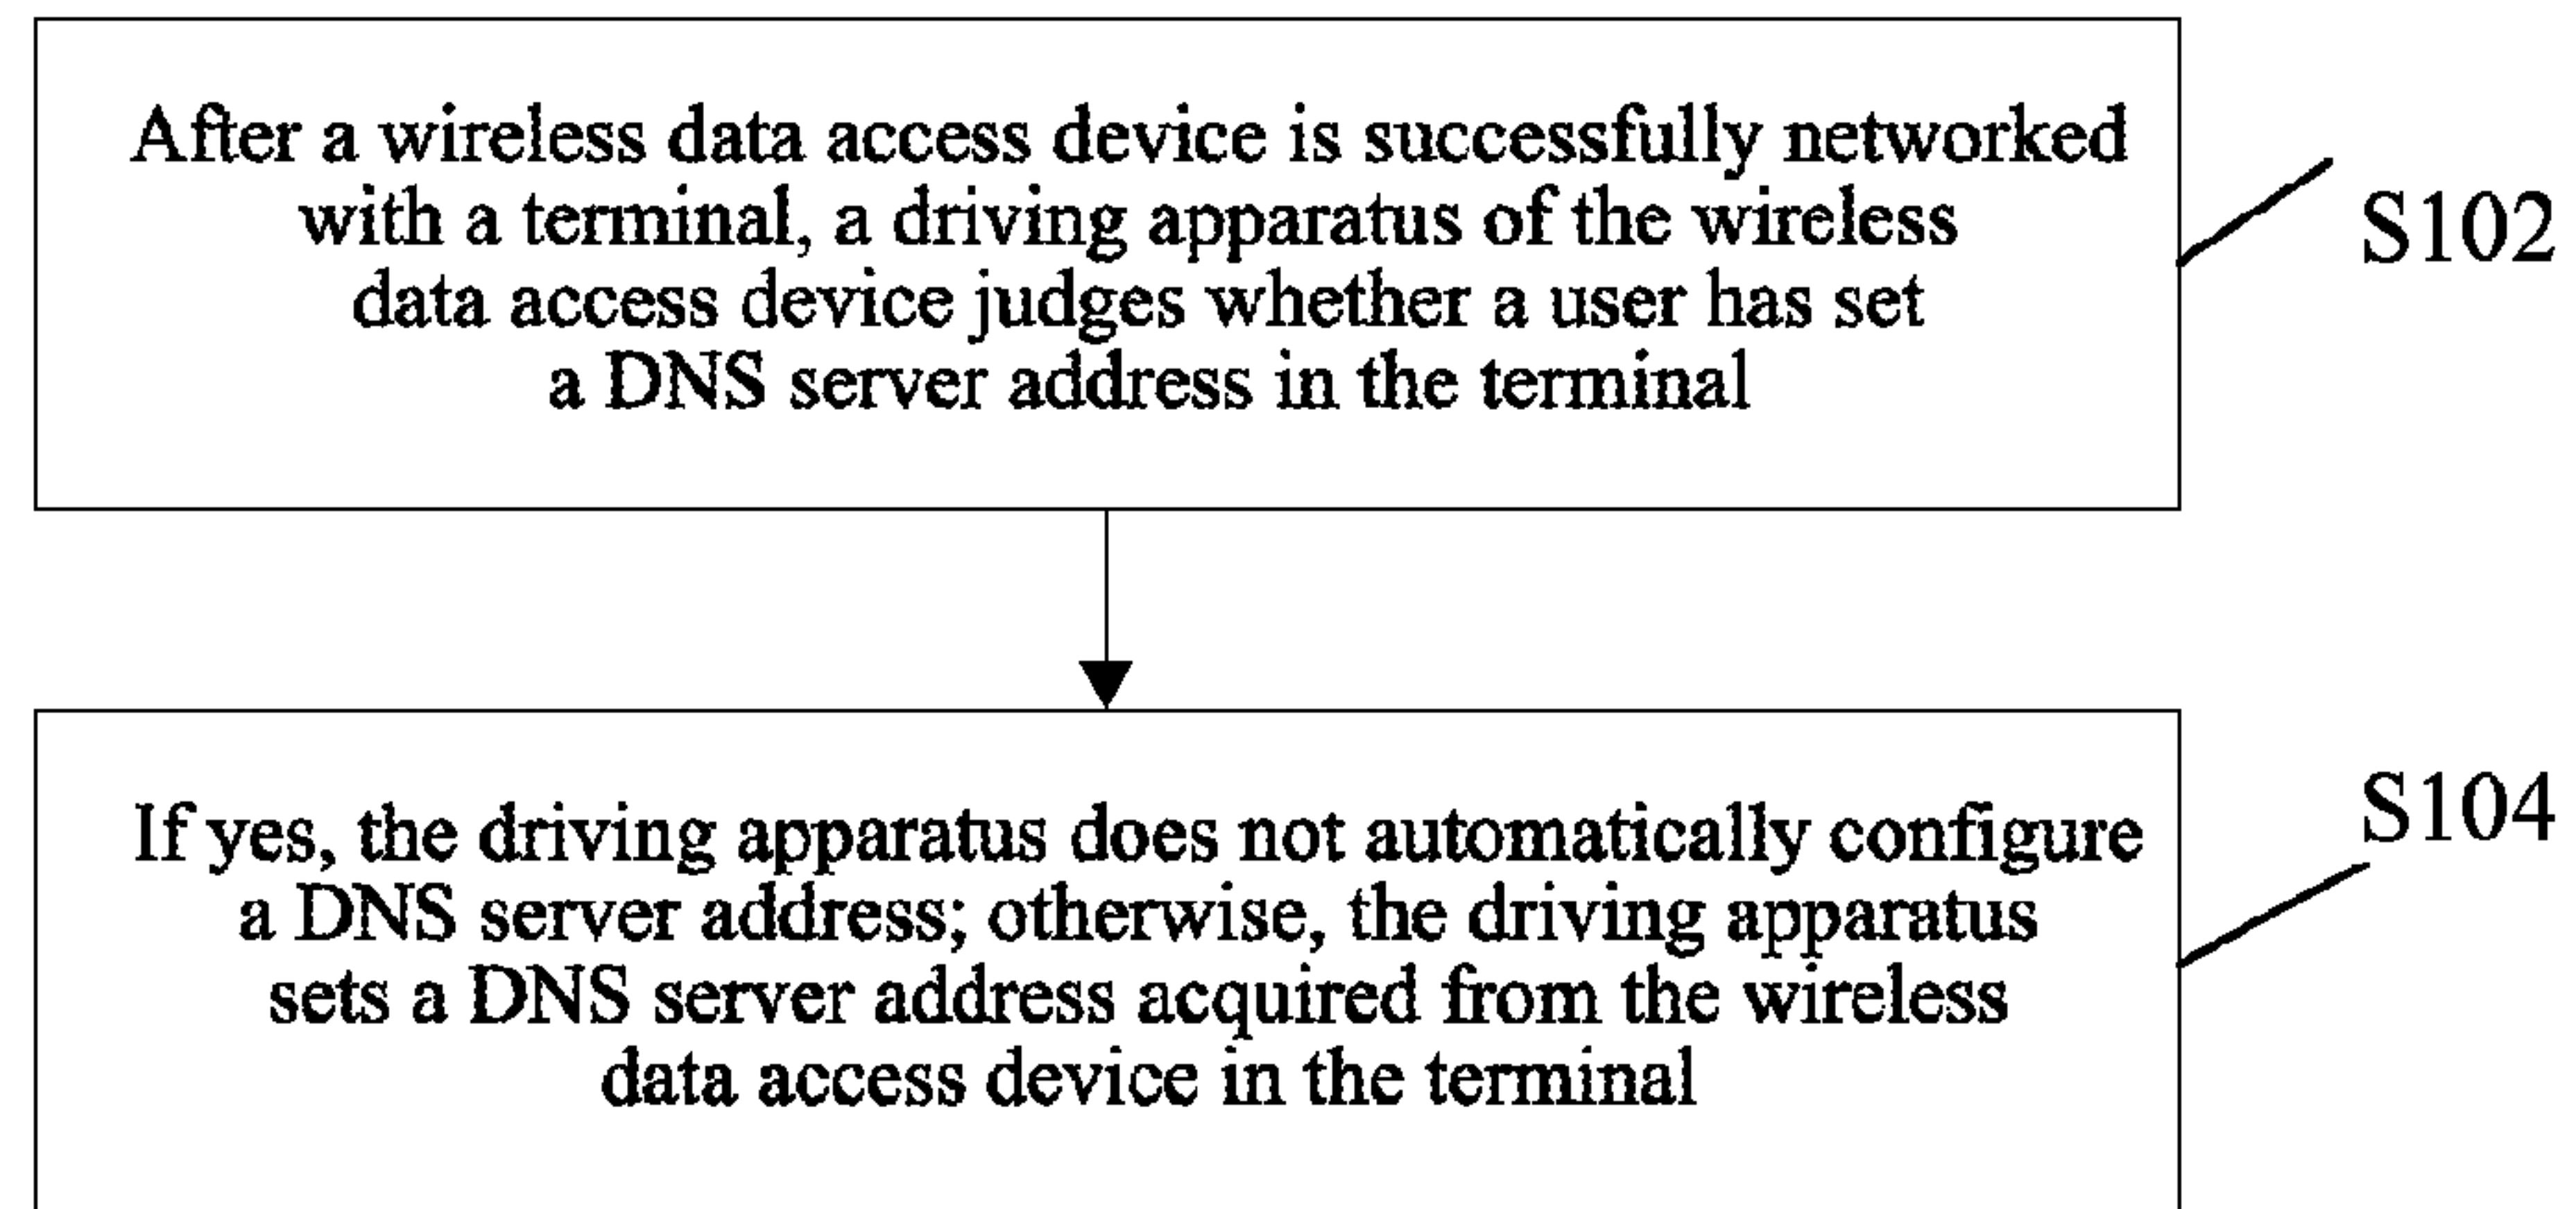 After a wireless data access device is successfully networked
with a terminal, a driving apparatus of the wireless
data access device judges whether a user has set
a DNS server address in the terminal
S102
If yes, the driving apparatus does not automatically configure
a DNS server address; otherwise, the driving apparatus
sets a DNS server address acquired from the wireless
data access device in the terminal
S104